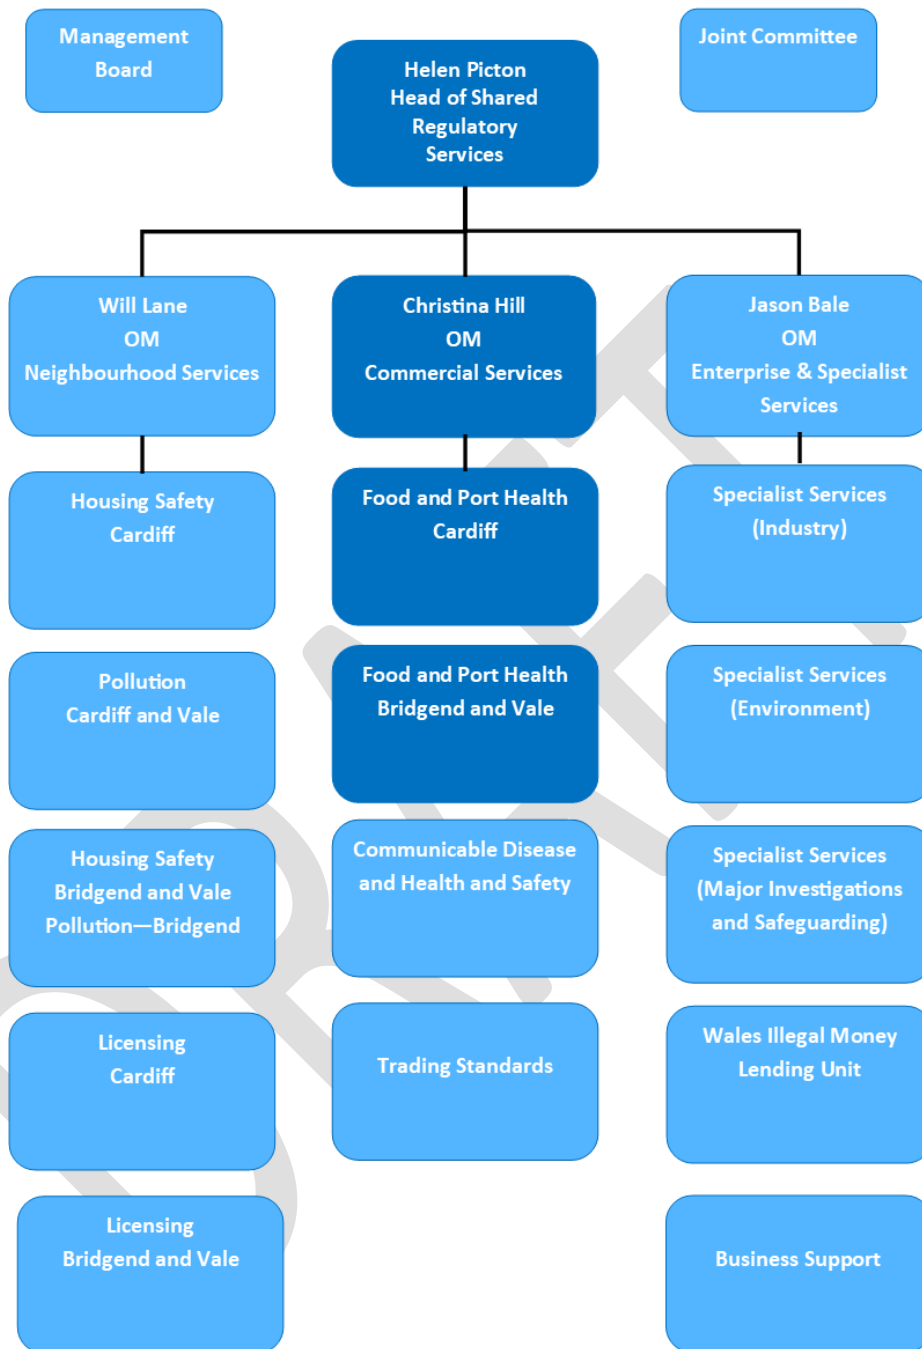 Management
Board
Joint Committee
Helen Picton
Head of Shared
Regulatory
Services
Will Lane
OM
Neighbourhood Services
Christina Hill
OM
Commercial Services
Jason Bale
OM
Enterprise & Specialist
Services
Housing Safety
Cardiff
Food and Port Health
Cardiff
Specialist Services
(Industry)
Pollution
Cardiff and Vale
Food and Port Health
Bridgend and Vale
Specialist Services
(Environment)
Housing Safety
Bridgend and Vale
Pollution—Bridgend
Communicable Disease
and Health and Safety
Specialist Services
(Major Investigations
and Safeguarding)
Licensing
Cardiff
Trading Standards
Wales Illegal Money
Lending Unit
Licensing
Bridgend and Vale
Business Support
DRAFT